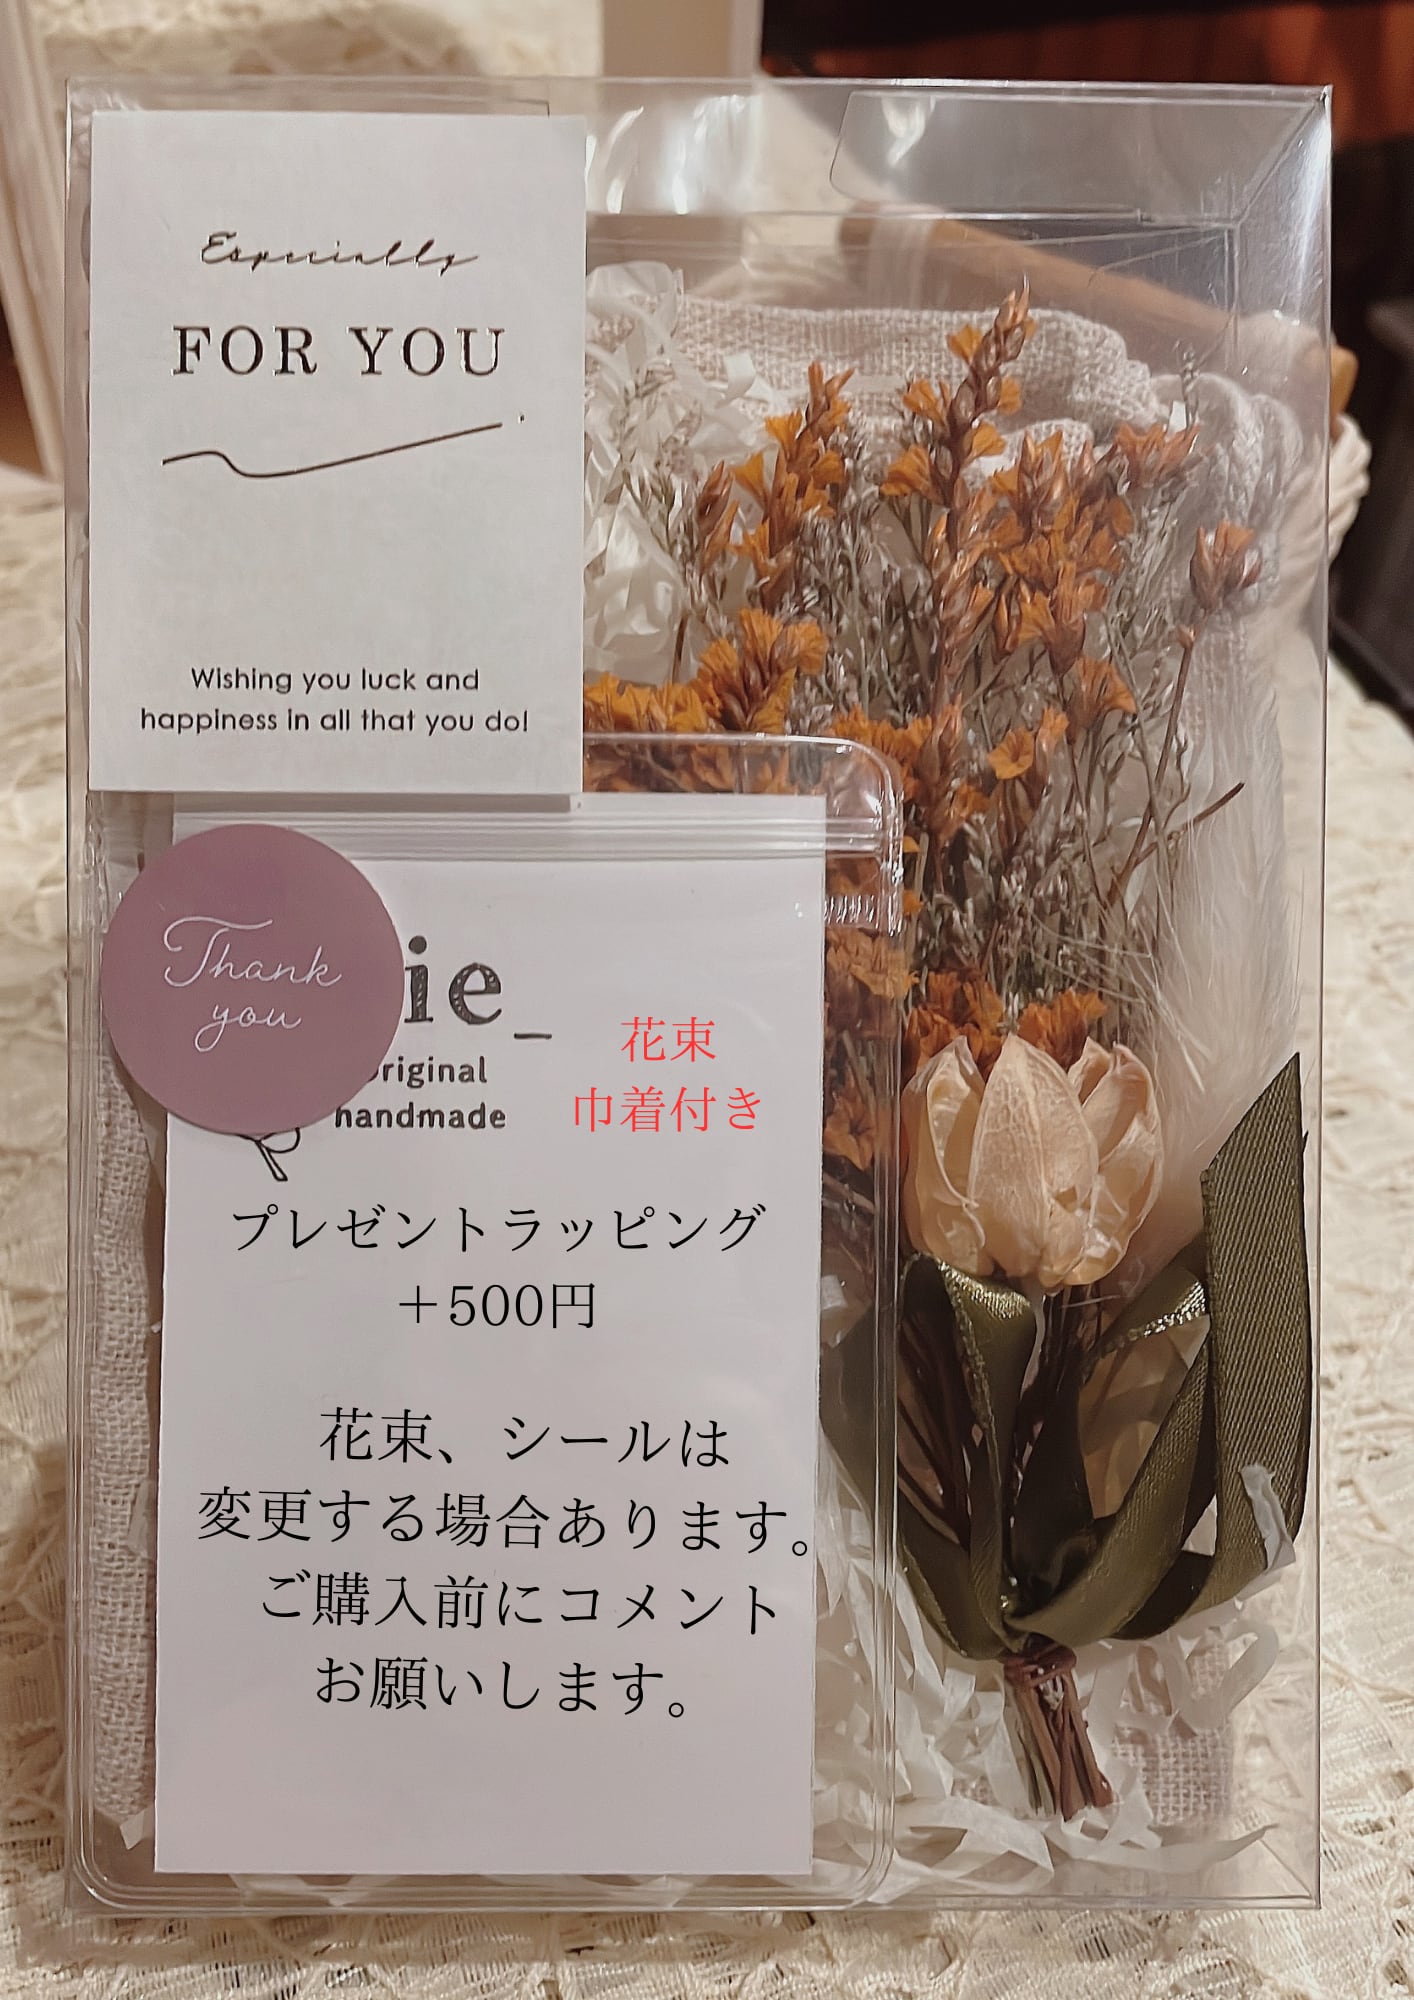 Especially
FOR YOU
Wishing you luck and
happiness in all that you do!
Thank
you
ie_
original
handmade
花束
巾着付き
プレゼントラッピング
＋500円
花束、シールは
変更する場合あります。
ご購入前にコメント
お願いします。